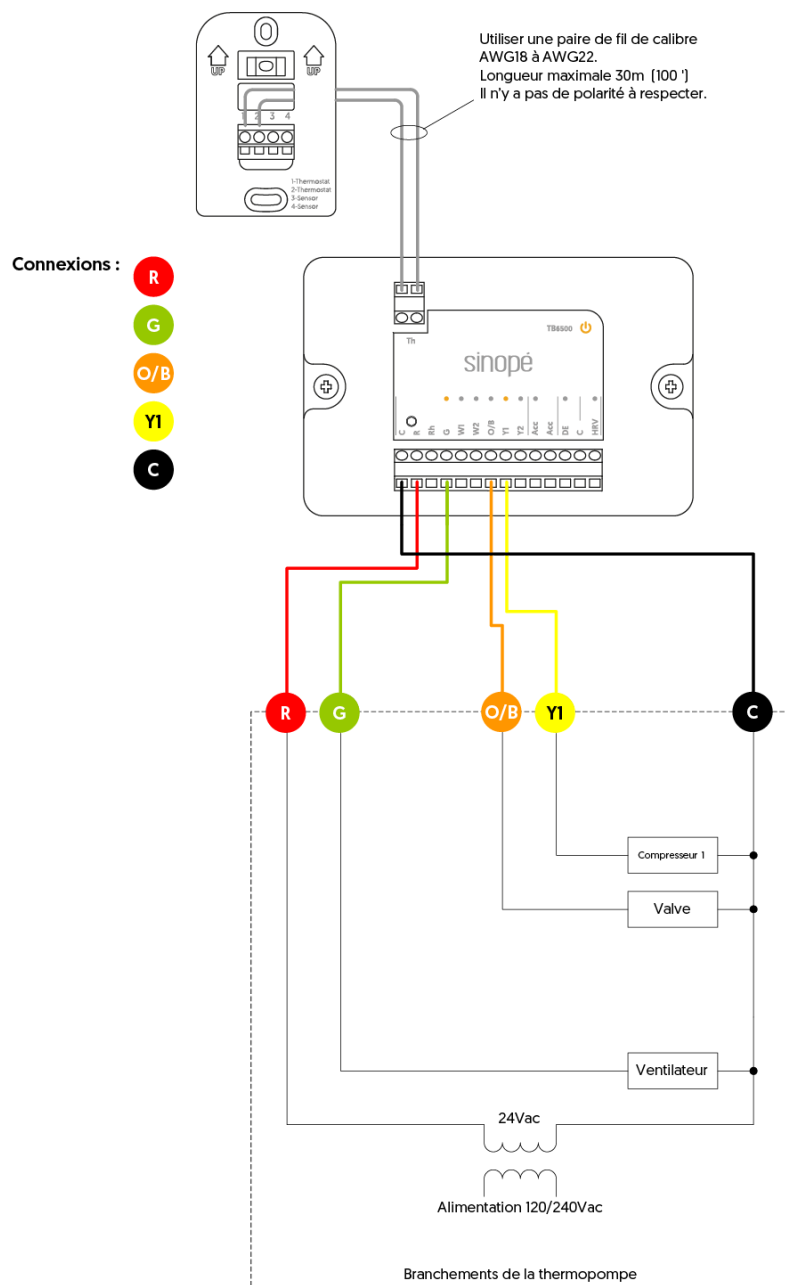 Utiliser une paire de fil de calibre
AWG18 à AWG22.
Longueur maximale 30m (100 ')
Il n'y a pas de polarité à respecter.
UP UP
1 2 3 4
1-Thermostat
2-Thermostat
3-Sensor
4-Sensor
Connexions :
R
G
O/B
Y1
C
TB6500
Th
sinopé
C R Rh G W1 W2 O/B Y1 Y2 Acc Acc DE C HRV
R G O/B Y1 C
Compresseur 1
Valve
Ventilateur
24Vac
Alimentation 120/240Vac
Branchements de la thermopompe